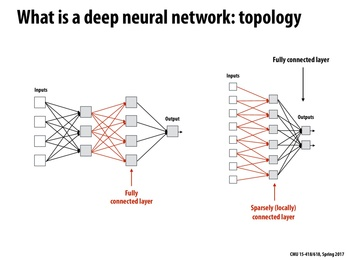 What is a deep neural network: topology
Fully connected layer
Inputs
Output
Fully
connected layer
Inputs
Outputs
Sparsely (locally)
connected layer
CMU 15-418/618, Spring 2017